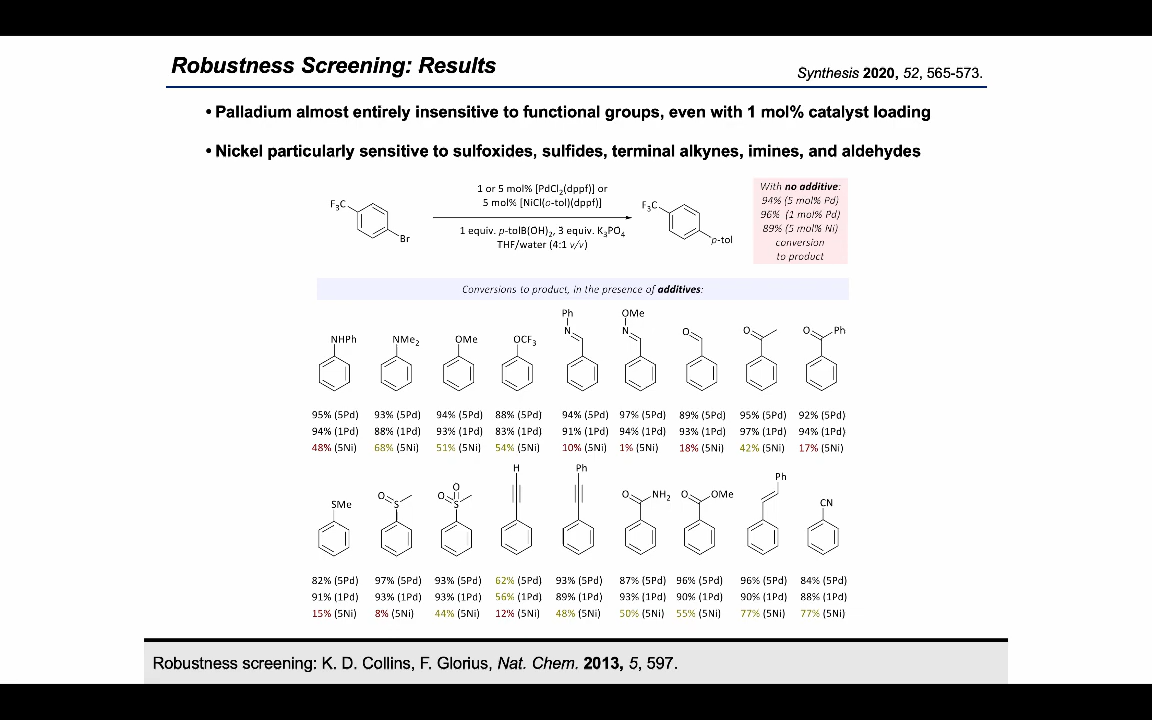 Robustness Screening: Results
Synthesis 2020, 52, 565-573.
• Palladium almost entirely insensitive to functional groups, even with 1 mol% catalyst loading
• Nickel particularly sensitive to sulfoxides, sulfides, terminal alkynes, imines, and aldehydes
F₃C
Br
1 or 5 mol% [PdCl₂(dppf)] or
5 mol% [NiCl(o-tol)(dppf)]
1 equiv. p-tolB(OH)₂, 3 equiv. K₃PO₄
THF/water (4:1 v/v)
F₃C
p-tol
With no additive:
94% (5 mol% Pd)
96% (1 mol% Pd)
89% (5 mol% Ni)
conversion
to product
Conversions to product, in the presence of additives:
NHPh NMe₂ OMe OCF₃ Ph N OMe N O O O Ph
95% (5Pd) 93% (5Pd) 94% (5Pd) 88% (5Pd) 94% (5Pd) 97% (5Pd) 89% (5Pd) 95% (5Pd) 92% (5Pd)
94% (1Pd) 88% (1Pd) 93% (1Pd) 83% (1Pd) 91% (1Pd) 94% (1Pd) 93% (1Pd) 97% (1Pd) 94% (1Pd)
48% (5Ni) 68% (5Ni) 51% (5Ni) 54% (5Ni) 10% (5Ni) 1% (5Ni) 18% (5Ni) 42% (5Ni) 17% (5Ni)
SMe O S O O S H Ph O NH₂ O OMe Ph CN
82% (5Pd) 97% (5Pd) 93% (5Pd) 62% (5Pd) 93% (5Pd) 87% (5Pd) 96% (5Pd) 96% (5Pd) 84% (5Pd)
91% (1Pd) 93% (1Pd) 93% (1Pd) 56% (1Pd) 89% (1Pd) 93% (1Pd) 90% (1Pd) 90% (1Pd) 88% (1Pd)
15% (5Ni) 8% (5Ni) 44% (5Ni) 12% (5Ni) 48% (5Ni) 50% (5Ni) 55% (5Ni) 77% (5Ni) 77% (5Ni)
Robustness screening: K. D. Collins, F. Glorius, Nat. Chem. 2013, 5, 597.